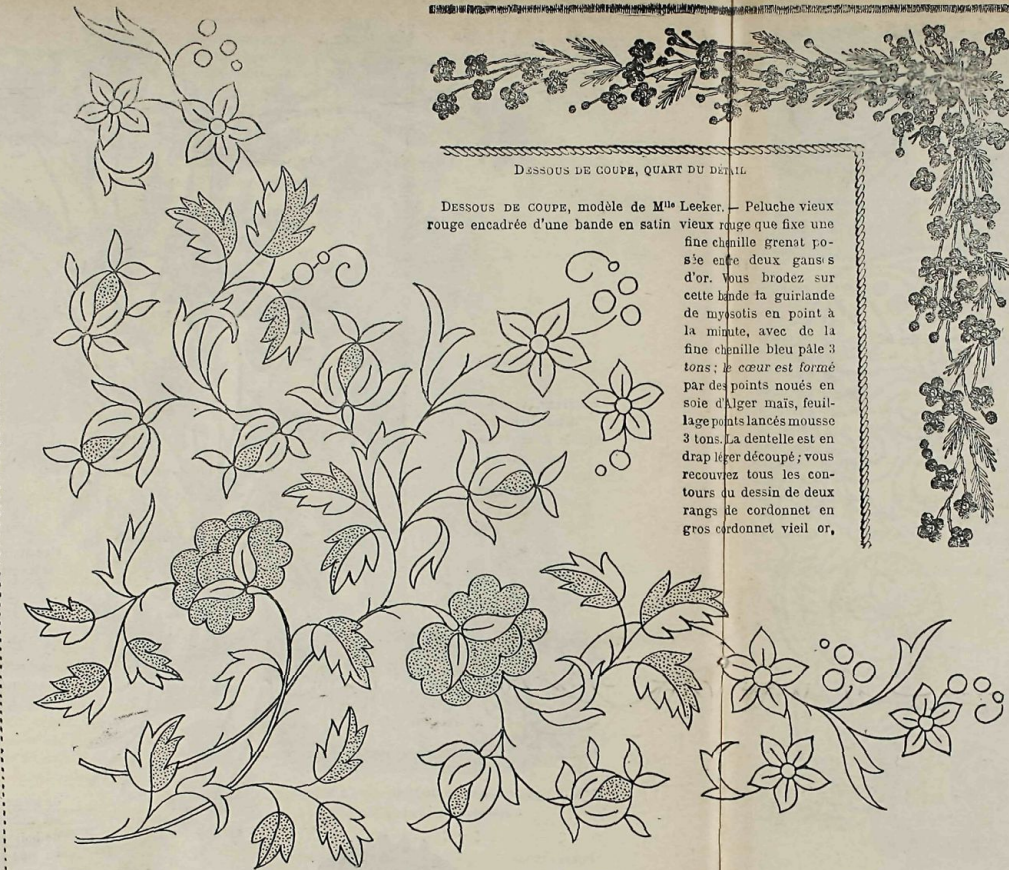 DESSOUS DE COUPE, QUART DU DÉTAIL
DESSOUS DE COUPE, modèle de Mlle Leeker. — Peluche vieux
rouge encadrée d'une bande en satin vieux rouge que fixe une
fine chenille grenat po-
sée entre deux ganses
d'or. Vous brodez sur
cette bande la guirlande
de myosotis en point à
la minute, avec de la
fine chenille bleu pâle 3
tons; le cœur est formé
par des points noués en
soie d'Alger maïs, feuil-
lage points lancés mousse
3 tons. La dentelle est en
drap léger découpé; vous
recouvrez tous les con-
tours du dessin de deux
rangs de cordonnet en
gros cordonnet vieil or,